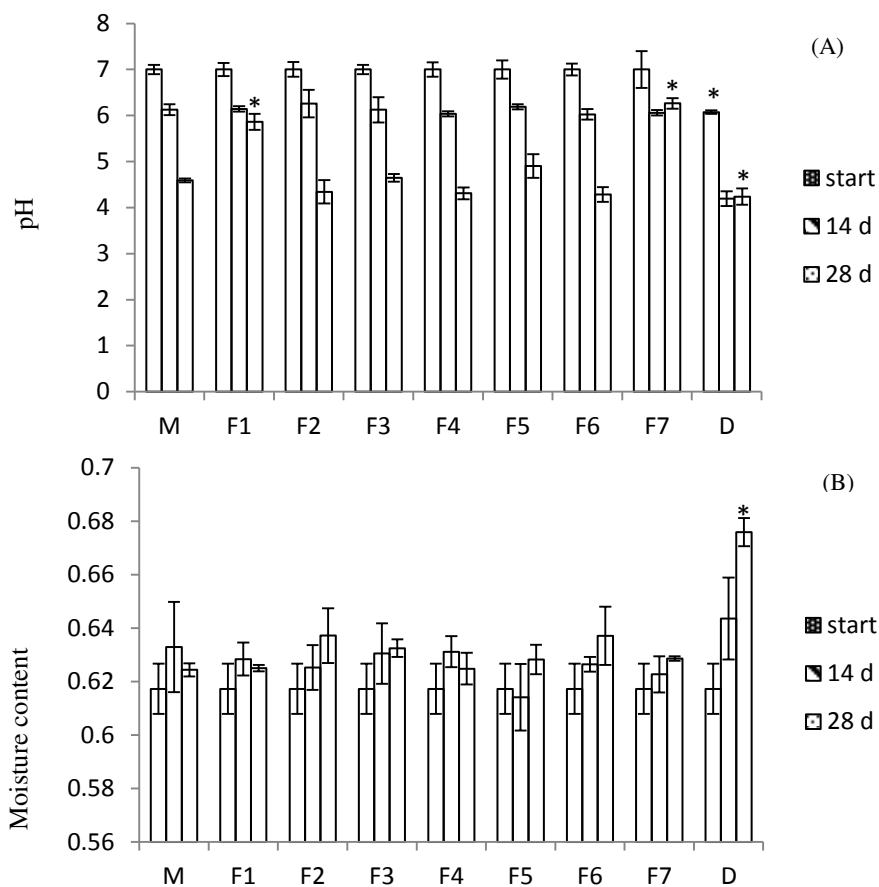 (A)
8
7
6
5
4
3
2
1
0
pH
* * * *
start
14 d
28 d
M F1 F2 F3 F4 F5 F6 F7 D
(B)
0.7
0.68
0.66
0.64
0.62
0.6
0.58
0.56
Moisture content
*
start
14 d
28 d
M F1 F2 F3 F4 F5 F6 F7 D